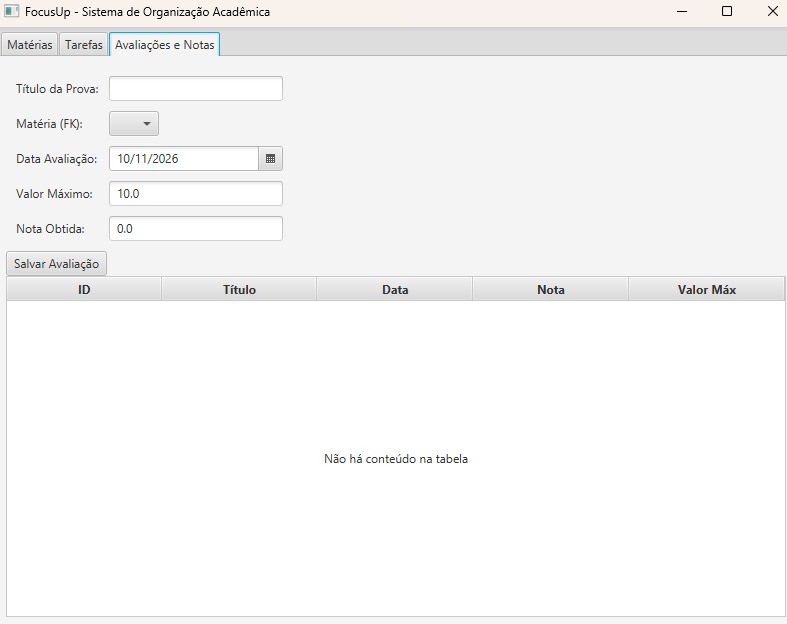 FocusUp - Sistema de Organização Acadêmica
Matérias Tarefas Avaliações e Notas
Título da Prova:
Matéria (FK):
Data Avaliação: 10/11/2026
Valor Máximo: 10.0
Nota Obtida: 0.0
Salvar Avaliação
ID Título Data Nota Valor Máx
Não há conteúdo na tabela